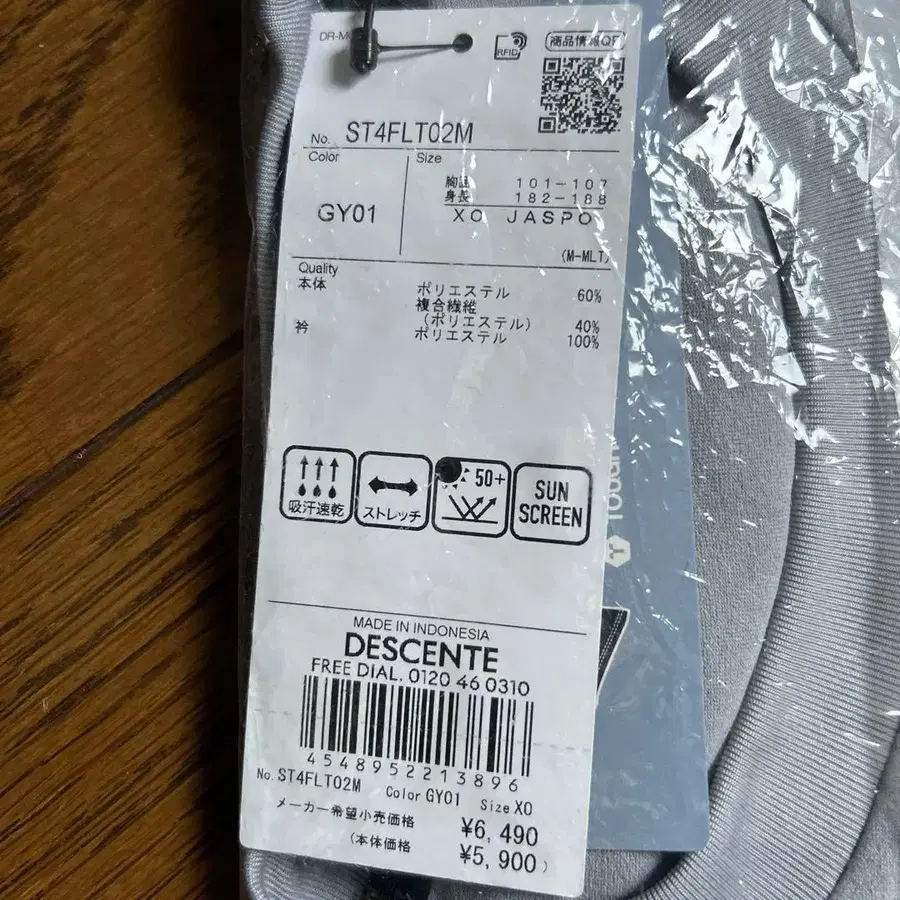 RFID
商品情報QR
No. ST4FLT02M
Color
Size
GY01
胸囲 101-107
身長 182-188
XO JASPO
(M-MLT)
Quality
本体 ポリエステル 60%
複合繊維
(ポリエステル) 40%
衿 ポリエステル 100%
吸汗速乾
ストレッチ
50+
SUN
SCREEN
MADE IN INDONESIA
DESCENTE
FREE DIAL. 0120 46 0310
4548952213896
No. ST4FLT02M Color GY01 Size XO
メーカー希望小売価格 ¥6,490
(本体価格 ¥5,900)